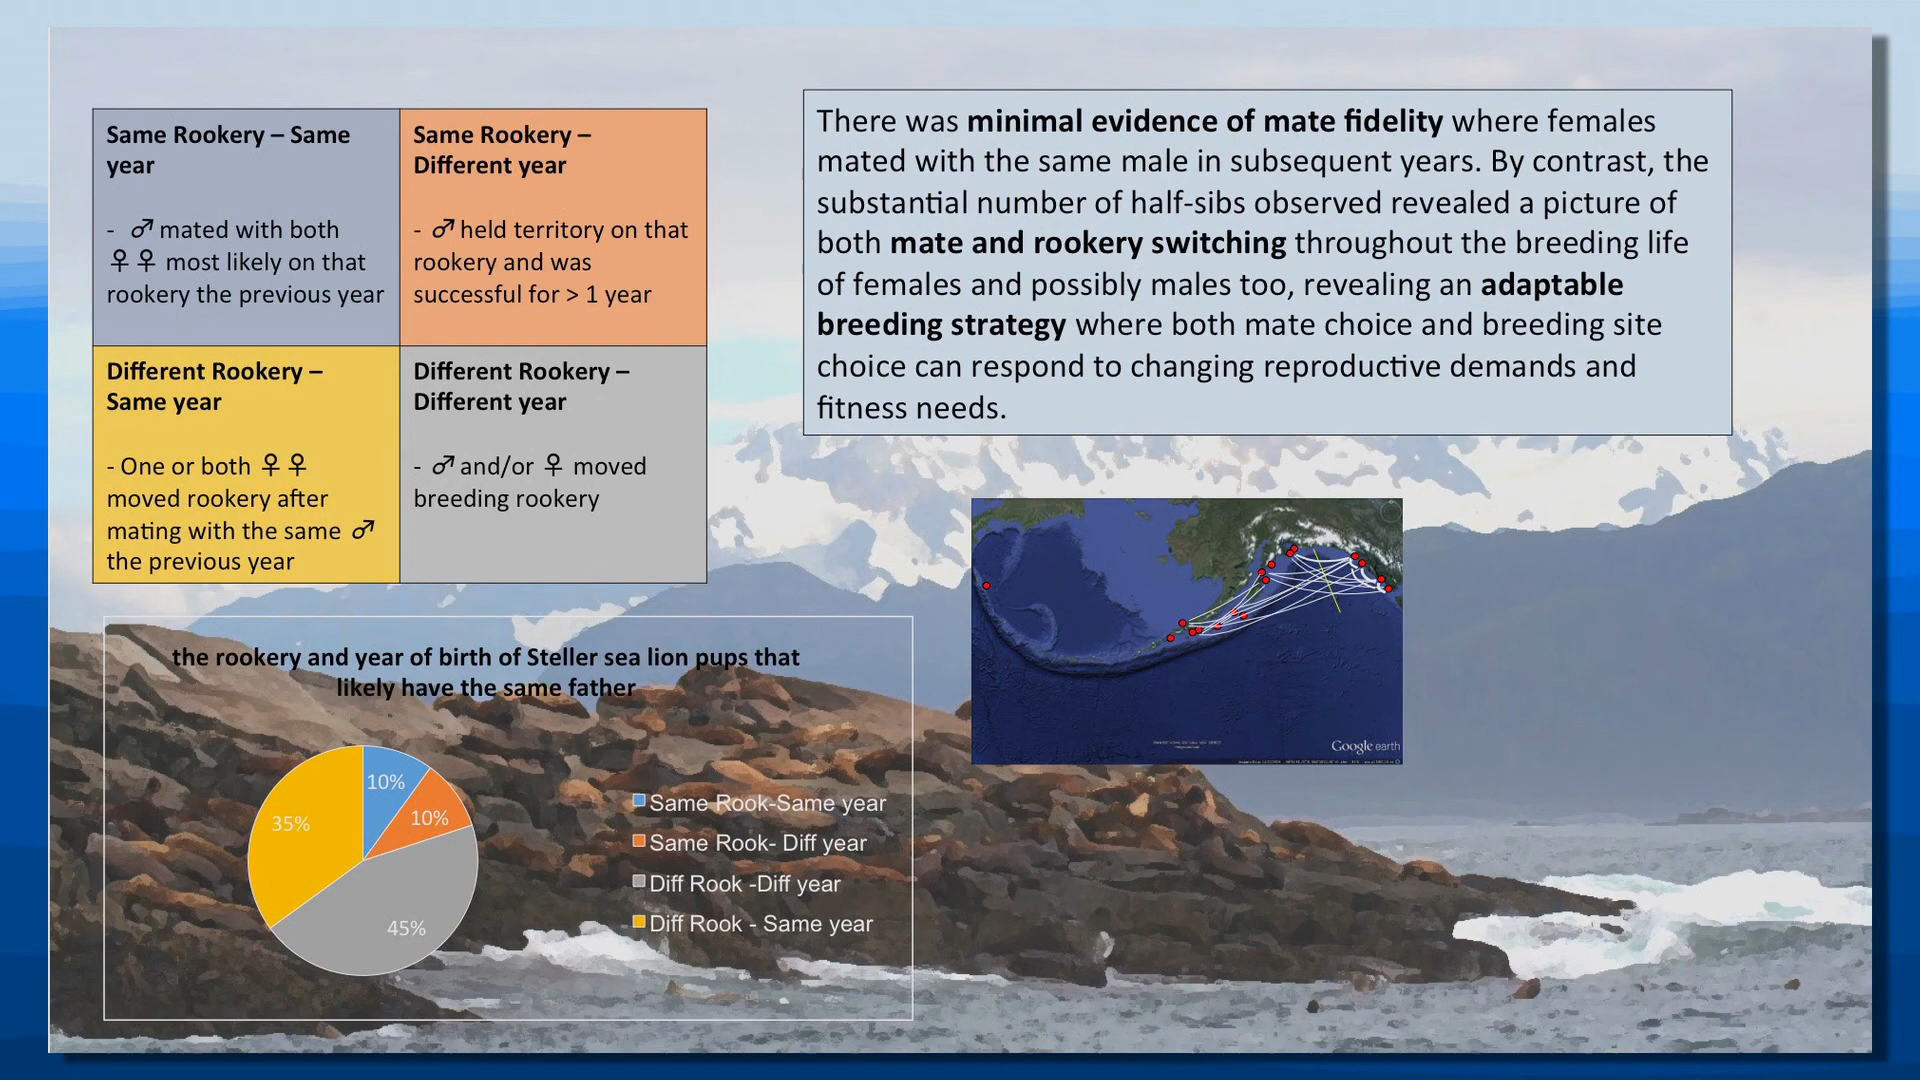 Same Rookery – Same
year
- ♂ mated with both
♀♀ most likely on that
rookery the previous year
Same Rookery –
Different year
- ♂ held territory on that
rookery and was
successful for > 1 year
Different Rookery –
Same year
- One or both ♀♀
moved rookery after
mating with the same ♂
the previous year
Different Rookery –
Different year
- ♂ and/or ♀ moved
breeding rookery
There was minimal evidence of mate fidelity where females
mated with the same male in subsequent years. By contrast, the
substantial number of half-sibs observed revealed a picture of
both mate and rookery switching throughout the breeding life
of females and possibly males too, revealing an adaptable
breeding strategy where both mate choice and breeding site
choice can respond to changing reproductive demands and
fitness needs.
Google earth
the rookery and year of birth of Steller sea lion pups that
likely have the same father
10%
10%
35%
45%
Same Rook-Same year
Same Rook- Diff year
Diff Rook -Diff year
Diff Rook - Same year